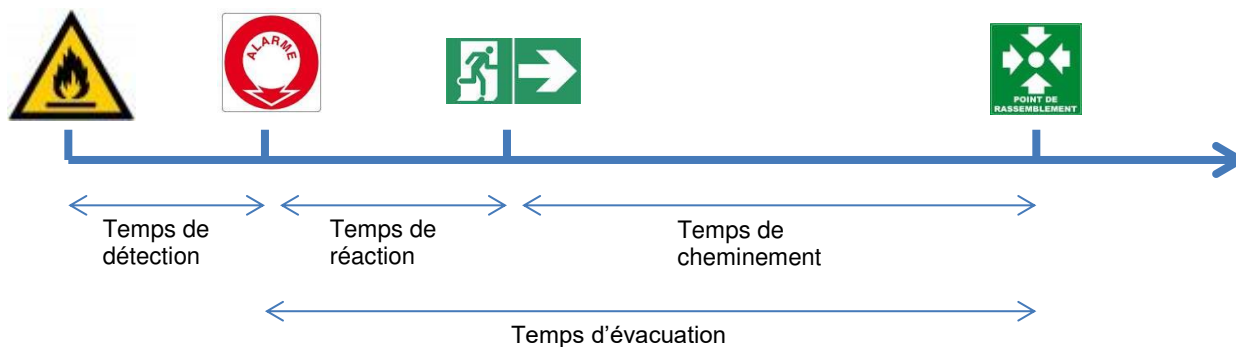 ALARME
POINT DE
RASSEMBLEMENT
Temps de
détection
Temps de
réaction
Temps de
cheminement
Temps d'évacuation